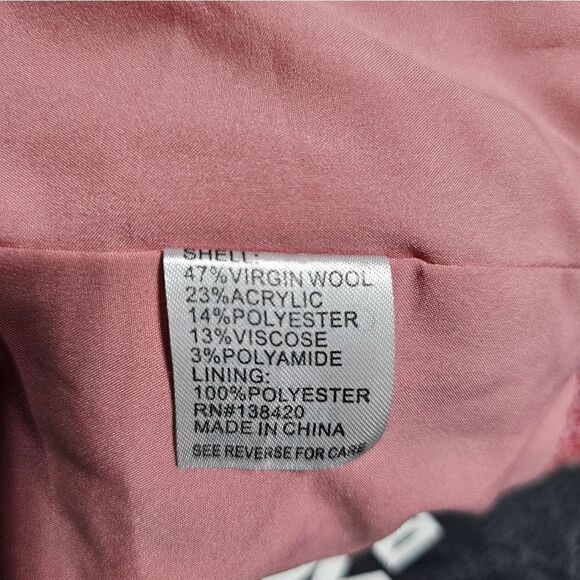 SHELL:
47%VIRGIN WOOL
23%ACRYLIC
14%POLYESTER
13%VISCOSE
3%POLYAMIDE
LINING:
100%POLYESTER
RN#138420
MADE IN CHINA
SEE REVERSE FOR CARE